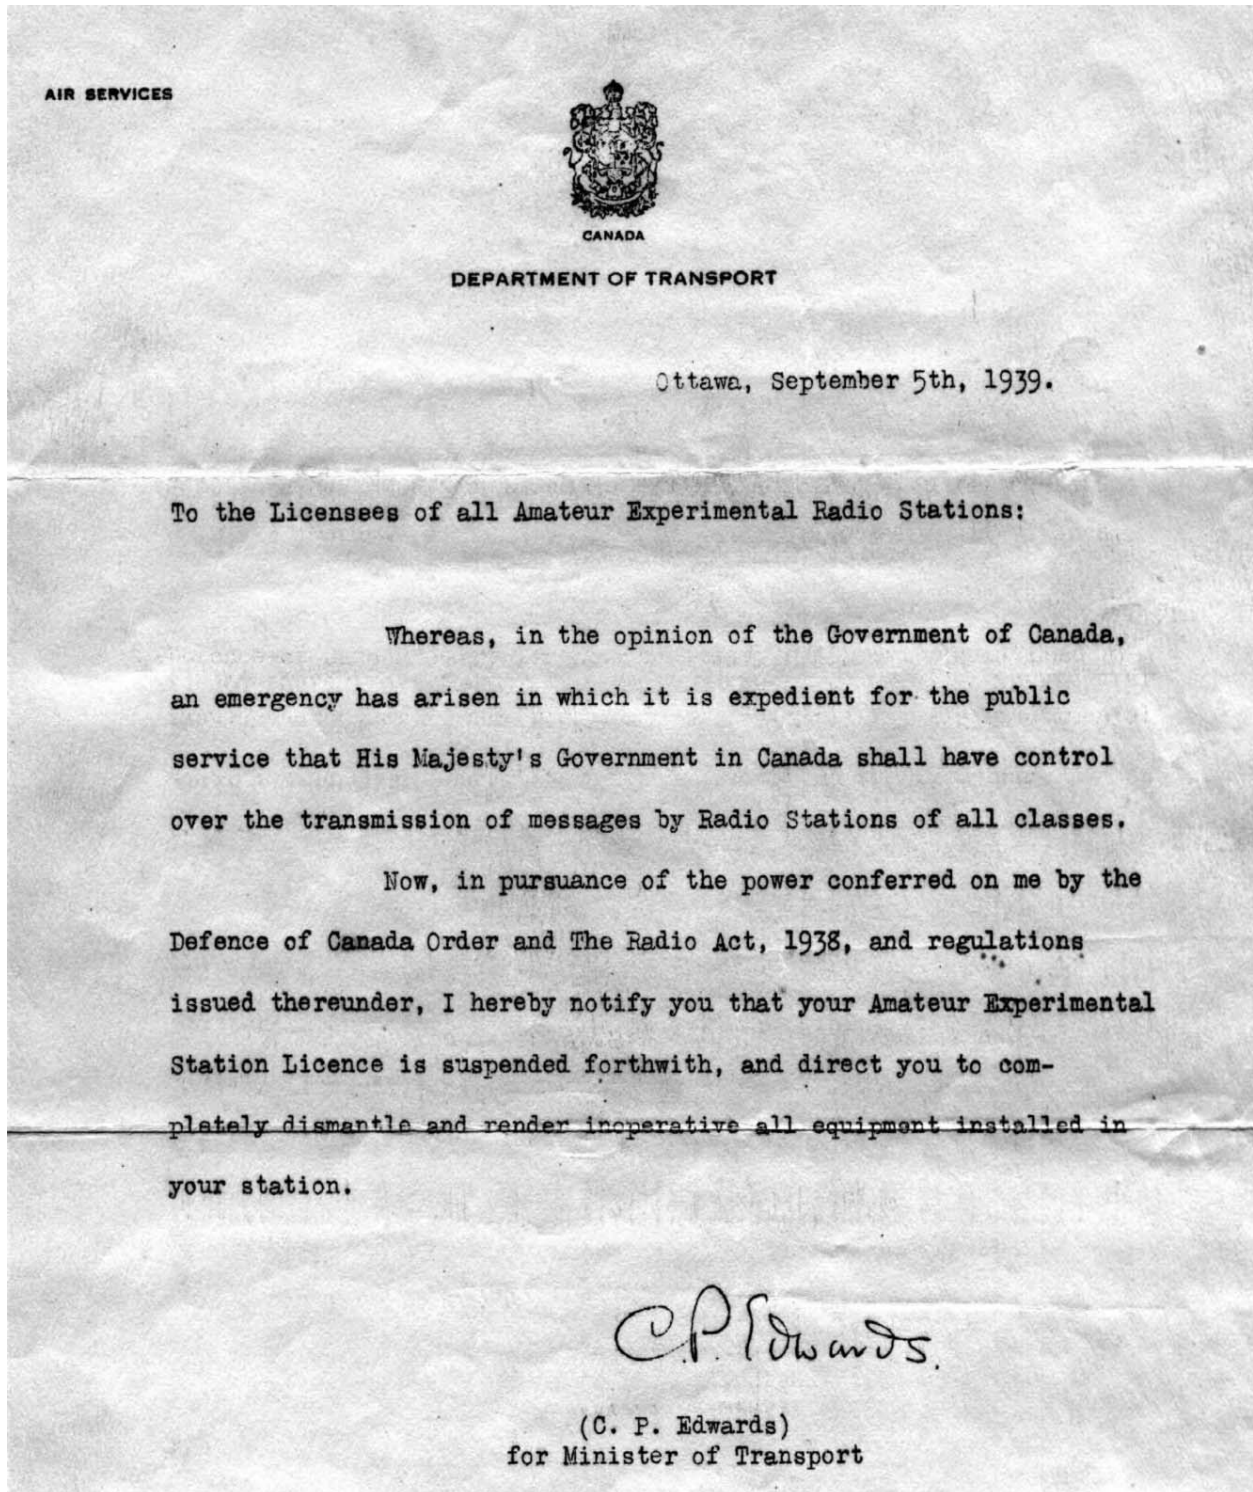 AIR SERVICES
CANADA
DEPARTMENT OF TRANSPORT
Ottawa, September 5th, 1939.
To the Licensees of all Amateur Experimental Radio Stations:
Whereas, in the opinion of the Government of Canada,
an emergency has arisen in which it is expedient for the public
service that His Majesty's Government in Canada shall have control
over the transmission of messages by Radio Stations of all classes.
Now, in pursuance of the power conferred on me by the
Defence of Canada Order and The Radio Act, 1938, and regulations
issued thereunder, I hereby notify you that your Amateur Experimental
Station Licence is suspended forthwith, and direct you to com-
pletely dismantle and render inoperative all equipment installed in
your station.
C.P. Edwards.
(C. P. Edwards)
for Minister of Transport